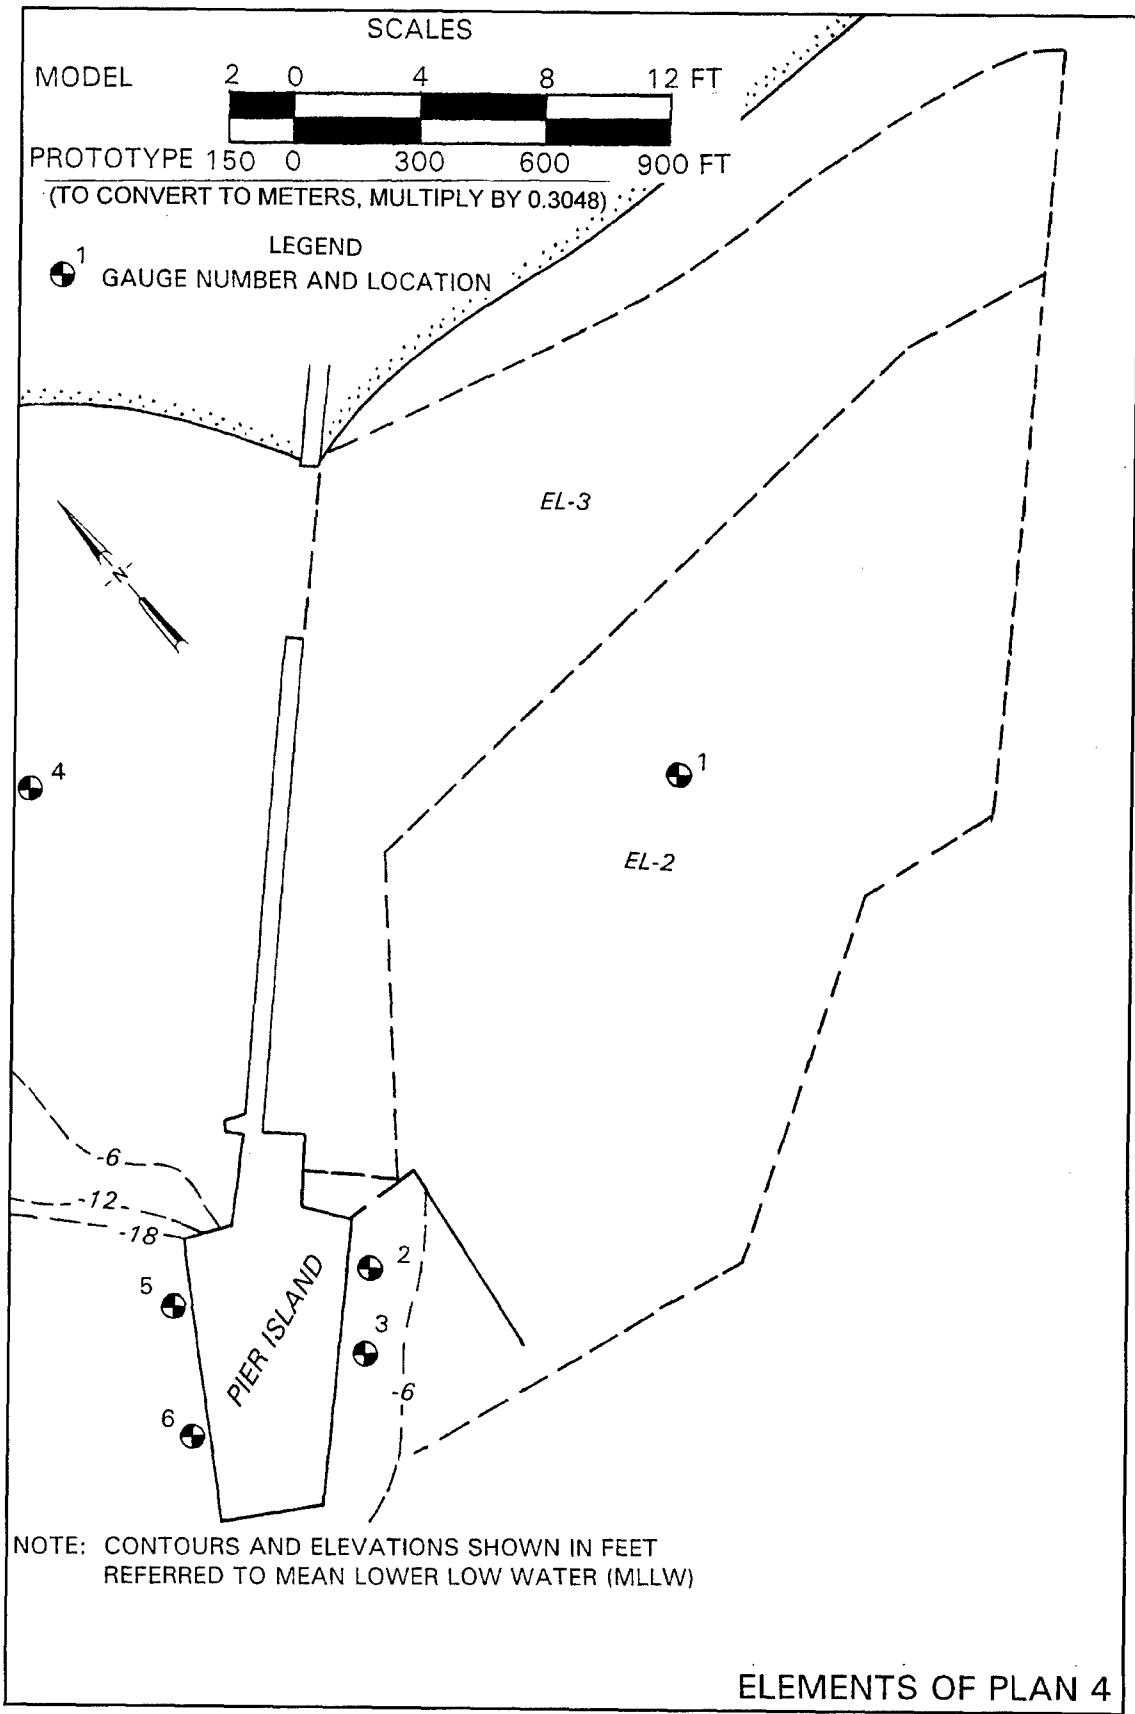 SCALES
MODEL 2 0 4 8 12 FT
PROTOTYPE 150 0 300 600 900 FT
(TO CONVERT TO METERS, MULTIPLY BY 0.3048)
LEGEND
1 GAUGE NUMBER AND LOCATION
EL-3
N
4
1
EL-2
-6
-12
-18
2
5
3
PIER ISLAND
-6
6
NOTE: CONTOURS AND ELEVATIONS SHOWN IN FEET
REFERRED TO MEAN LOWER LOW WATER (MLLW)
ELEMENTS OF PLAN 4